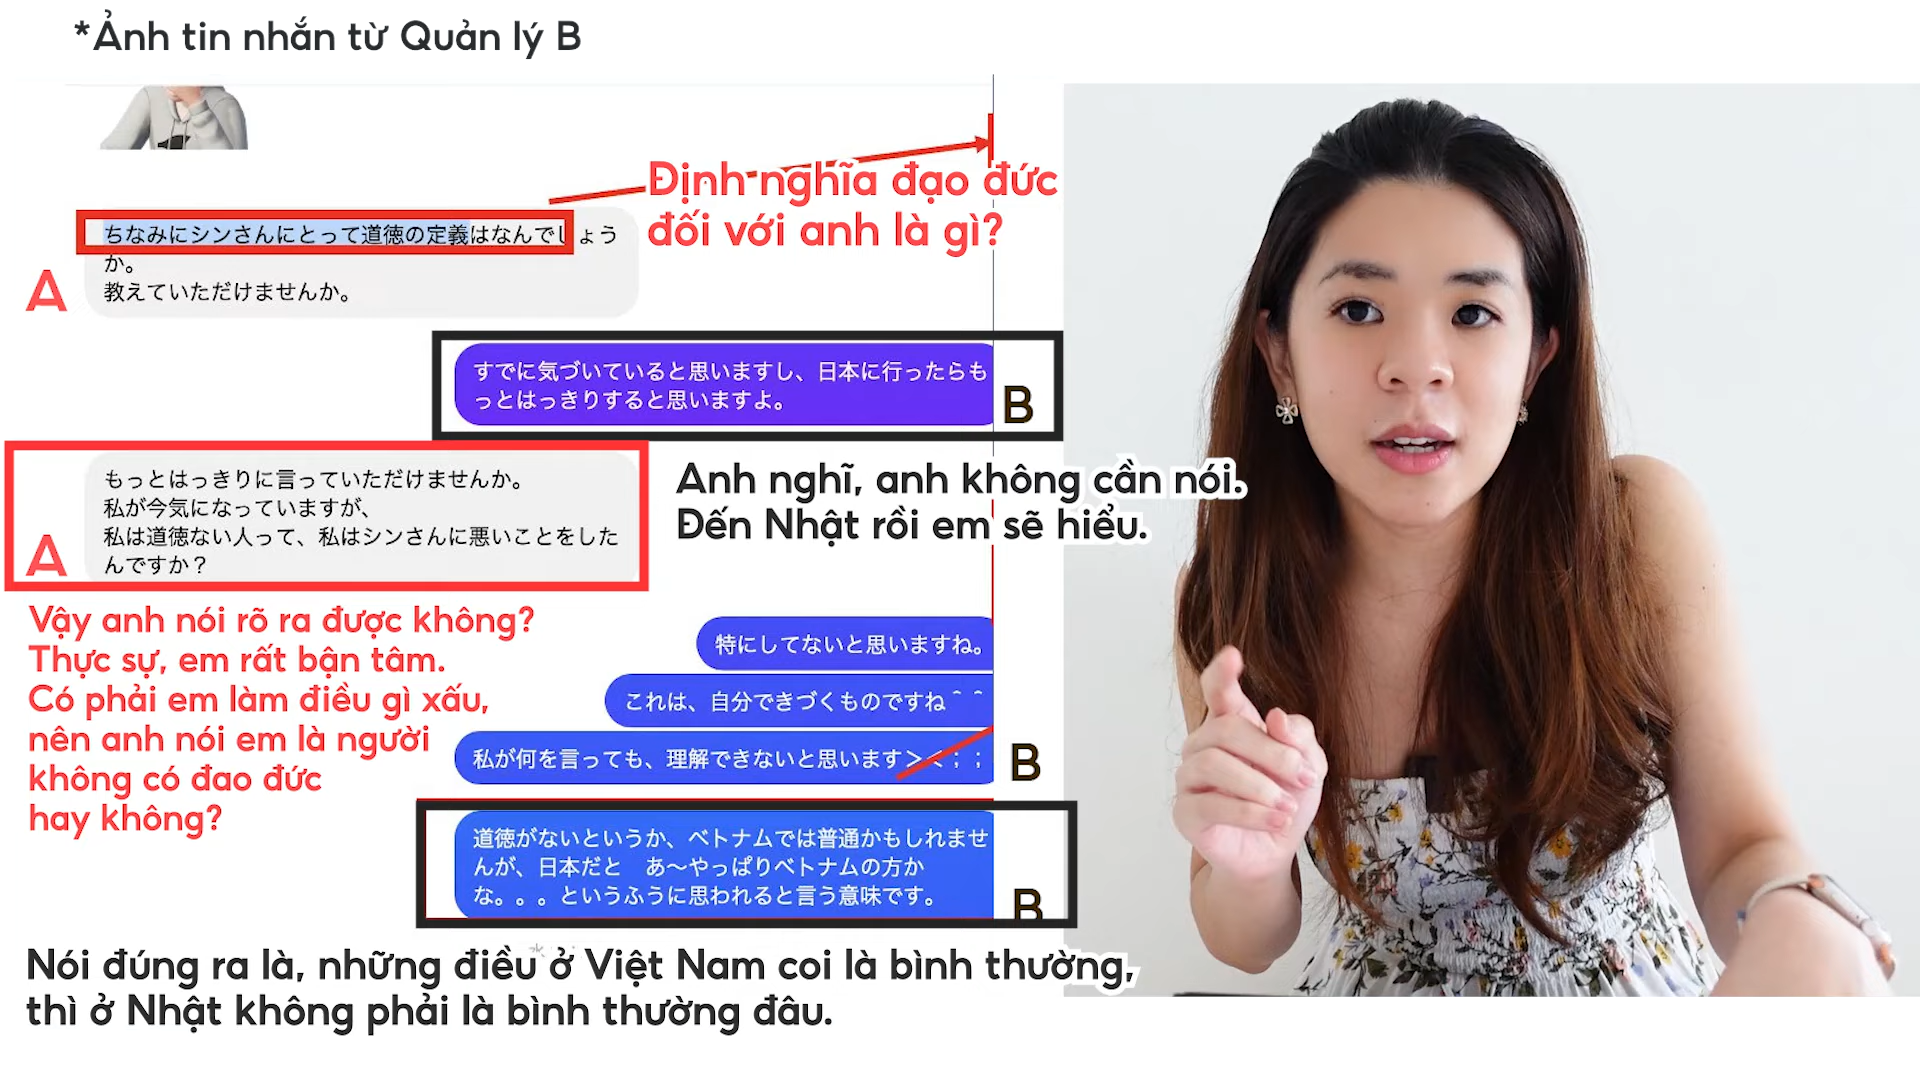 *Ảnh tin nhắn từ Quản lý B
Định nghĩa đạo đức
đối với anh là gì?
ちなみにシンさんにとって道徳の定義はなんでしょう
か。
教えていただけませんか。
A
すでに気づいていると思いますし、日本に行ったらも
っとはっきりすると思いますよ。
B
もっとはっきりに言っていただけませんか。
私が今気になっていますが、
私は道徳ない人って、私はシンさんに悪いことをした
んですか？
A
Anh nghĩ, anh không cần nói.
Đến Nhật rồi em sẽ hiểu.
Vậy anh nói rõ ra được không?
Thực sự, em rất bận tâm.
Có phải em làm điều gì xấu,
nên anh nói em là người
không có đao đức
hay không?
特にしてないと思いますね。
これは、自分できづくものですね＾＾
私が何を言っても、理解できないと思います＞＜；；
B
道徳がないというか、ベトナムでは普通かもしれませ
んが、日本だと　あ〜やっぱりベトナムの方か
な。。。というふうに思われると言う意味です。
B
Nói đúng ra là, những điều ở Việt Nam coi là bình thường,
thì ở Nhật không phải là bình thường đâu.